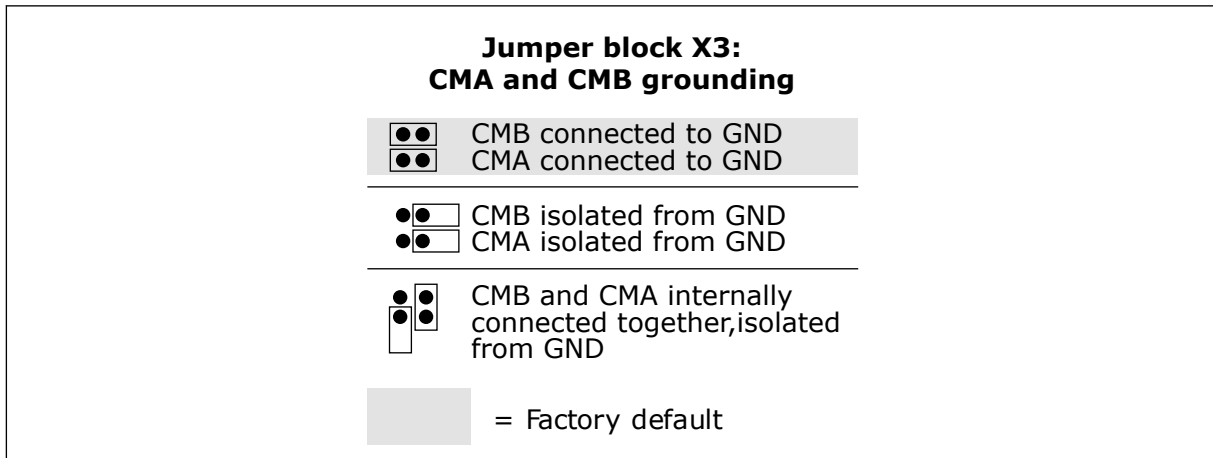 Jumper block X3:
CMA and CMB grounding
CMB connected to GND
CMA connected to GND
CMB isolated from GND
CMA isolated from GND
CMB and CMA internally
connected together,isolated
from GND
= Factory default